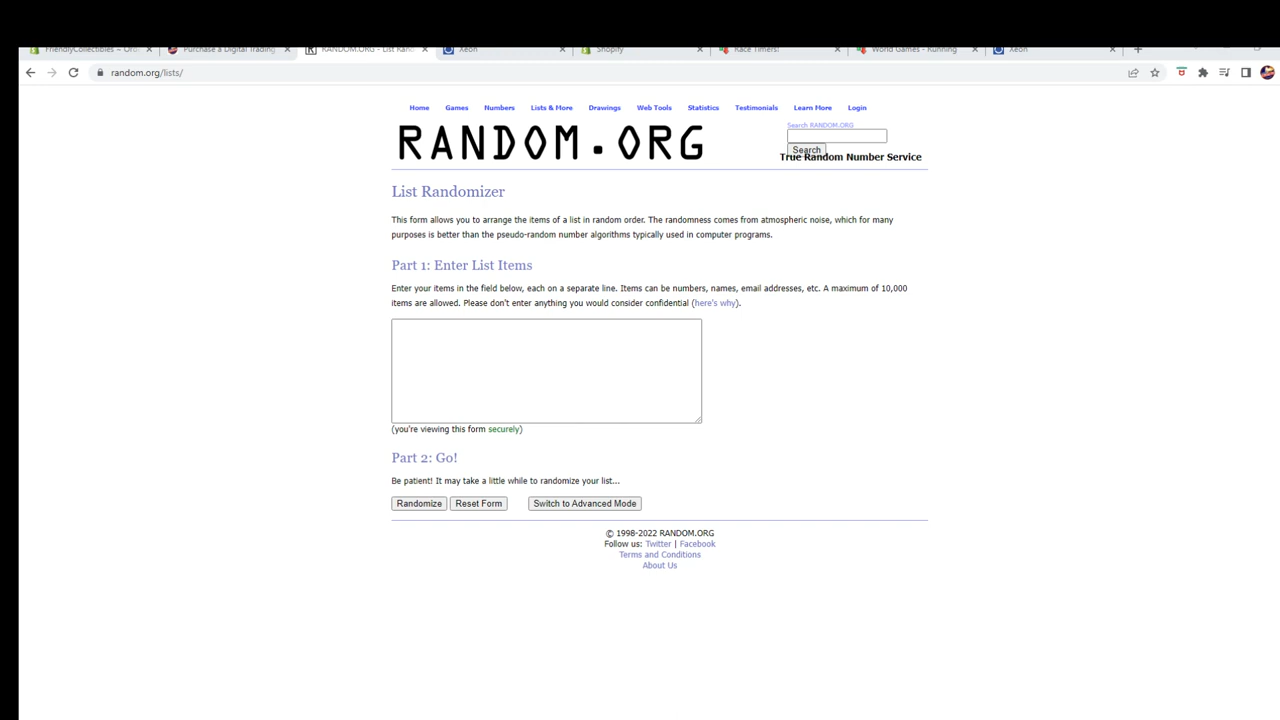 Purchase a Digital Trading
RANDOM.ORG - List Ran
Xeon
Shopify
Race Timers!
World Games - Running
Xeon
random.org/lists/
Home Games Numbers Lists & More Drawings Web Tools Statistics Testimonials Learn More Login
Search RANDOM.ORG
RANDOM.ORG
Search
True Random Number Service
List Randomizer
This form allows you to arrange the items of a list in random order. The randomness comes from atmospheric noise, which for many
purposes is better than the pseudo-random number algorithms typically used in computer programs.
Part 1: Enter List Items
Enter your items in the field below, each on a separate line. Items can be numbers, names, email addresses, etc. A maximum of 10,000
items are allowed. Please don't enter anything you would consider confidential (here's why).
(you're viewing this form securely)
Part 2: Go!
Be patient! It may take a little while to randomize your list...
Randomize Reset Form Switch to Advanced Mode
© 1998-2022 RANDOM.ORG
Follow us: Twitter | Facebook
Terms and Conditions
About Us